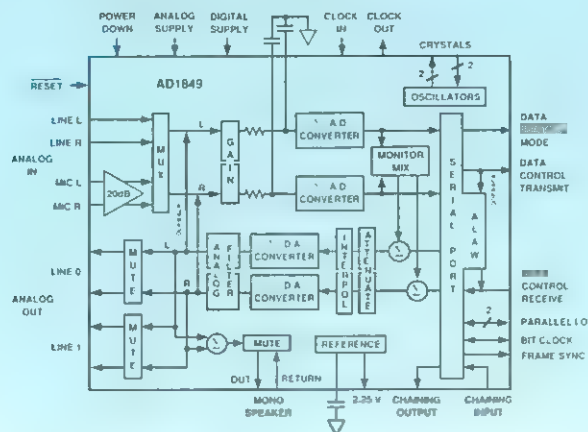 POWER DOWN
ANALOG SUPPLY
DIGITAL SUPPLY
CLOCK IN
CLOCK OUT
CRYSTALS
2
2
OSCILLATORS
AD1849
RESET
LINE L
LINE R
ANALOG IN
MIC L
MIC R
20dB
MUX
L
R
GAIN
A D CONVERTER
A D CONVERTER
MONITOR MIX
SERIAL PORT
DATA
MODE
DATA CONTROL TRANSMIT
A LAW
CONTROL RECEIVE
PARALLEL I O
2
BIT CLOCK
FRAME SYNC
LINE 0
ANALOG OUT
LINE 1
MUTE
MUTE
L
R
ANALOG FILTER
D A CONVERTER
D A CONVERTER
INTERPOL
ATTENUATE
Σ
Σ
Σ
MUTE
REFERENCE
OUT
RETURN
MONO SPEAKER
2.25 V
CHAINING OUTPUT
CHAINING INPUT